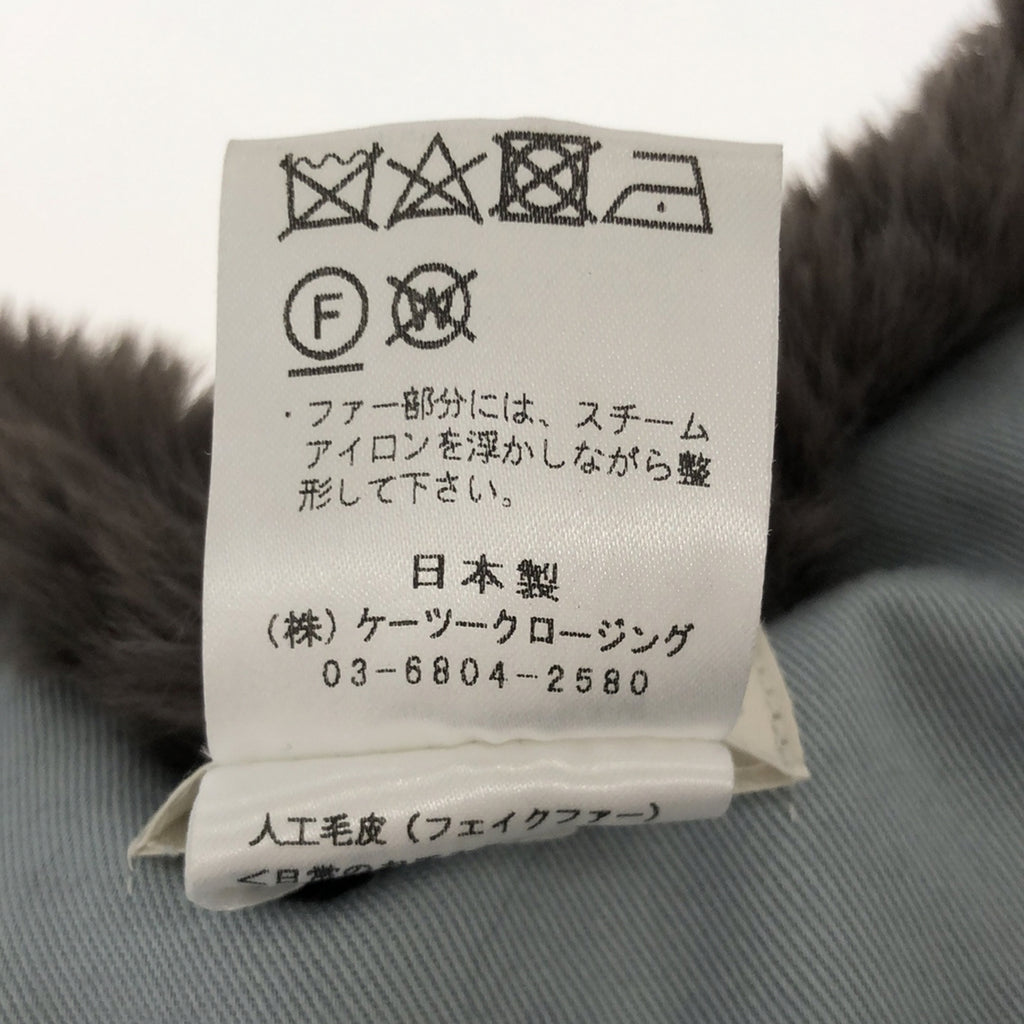 F W
・ファー部分には、スチーム
アイロンを浮かしながら整
形して下さい。
日本製
(株)ケーツークロージング
03-6804-2580
人工毛皮(フェイクファー)
<日常の